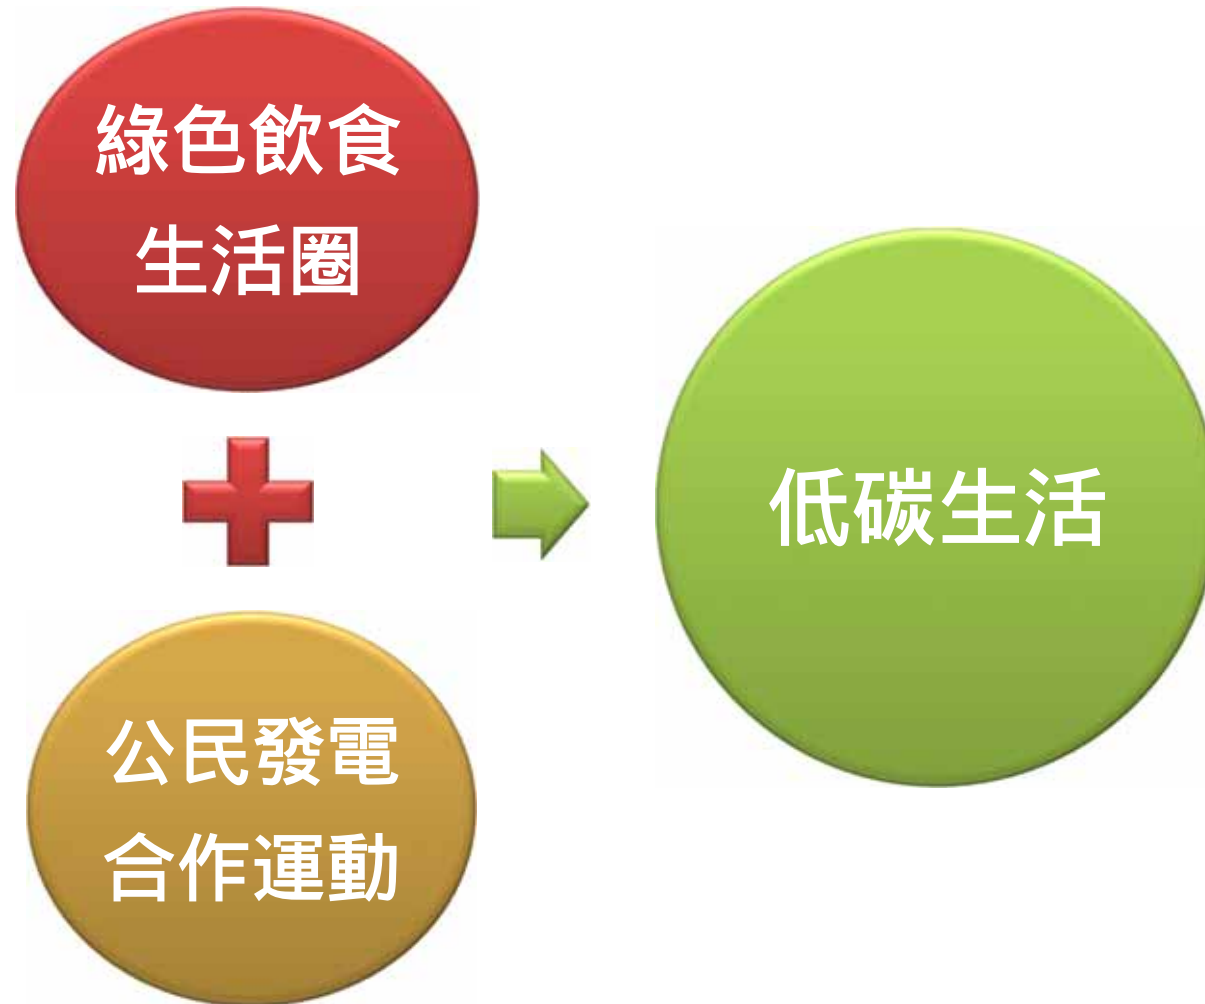 綠色飲食
生活圈
低碳生活
公民發電
合作運動